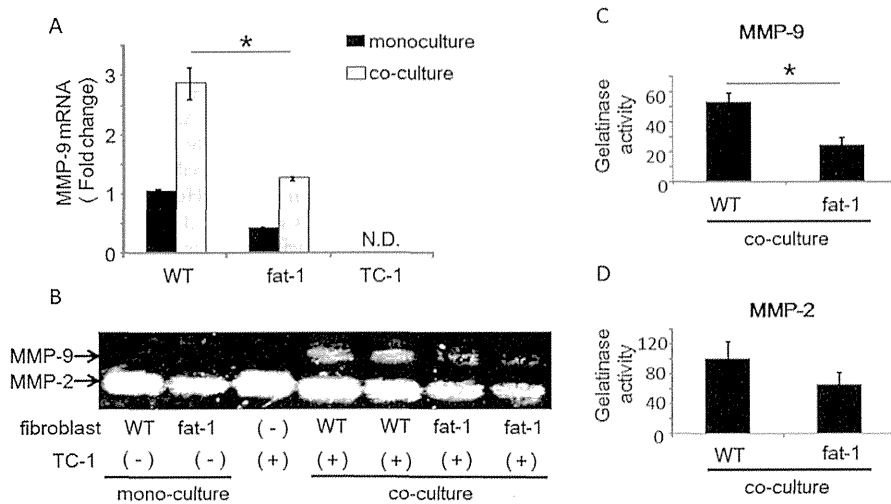 A
MMP-9 mRNA
( Fold change)
3
2
1
0
*
monoculture
co-culture
N.D.
WT fat-1 TC-1
B
MMP-9
MMP-2
fibroblast WT fat-1 (-) WT WT fat-1 fat-1
TC-1 (-) (-) (+) (+) (+) (+) (+)
mono-culture co-culture
C
MMP-9
Gelatinase
activity
60
40
20
0
*
WT fat-1
co-culture
D
MMP-2
Gelatinase
activity
120
80
40
0
WT fat-1
co-culture